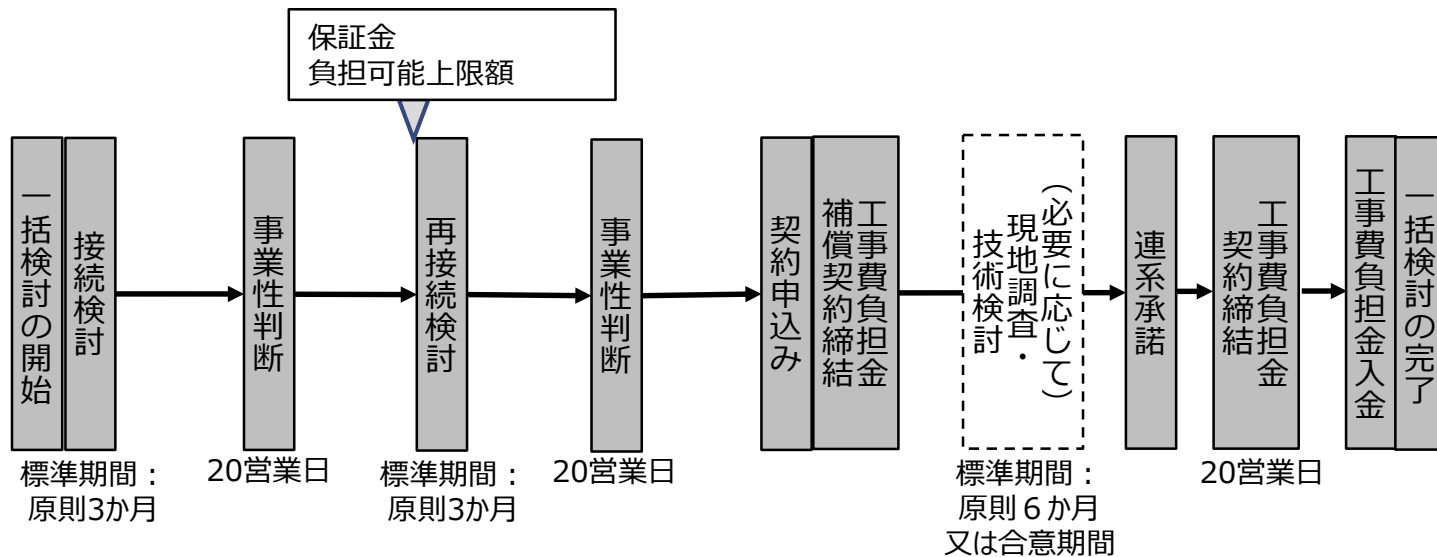 保証金
負担可能上限額
一括検討の開始
接続検討
標準期間：
原則3か月
事業性判断
20営業日
再接続検討
標準期間：
原則3か月
事業性判断
20営業日
契約申込み
工事費負担金
補償契約締結
（必要に応じて）
現地調査・
技術検討
標準期間：
原則６か月
又は合意期間
連系承諾
工事費負担金
契約締結
20営業日
工事費負担金入金
一括検討の完了